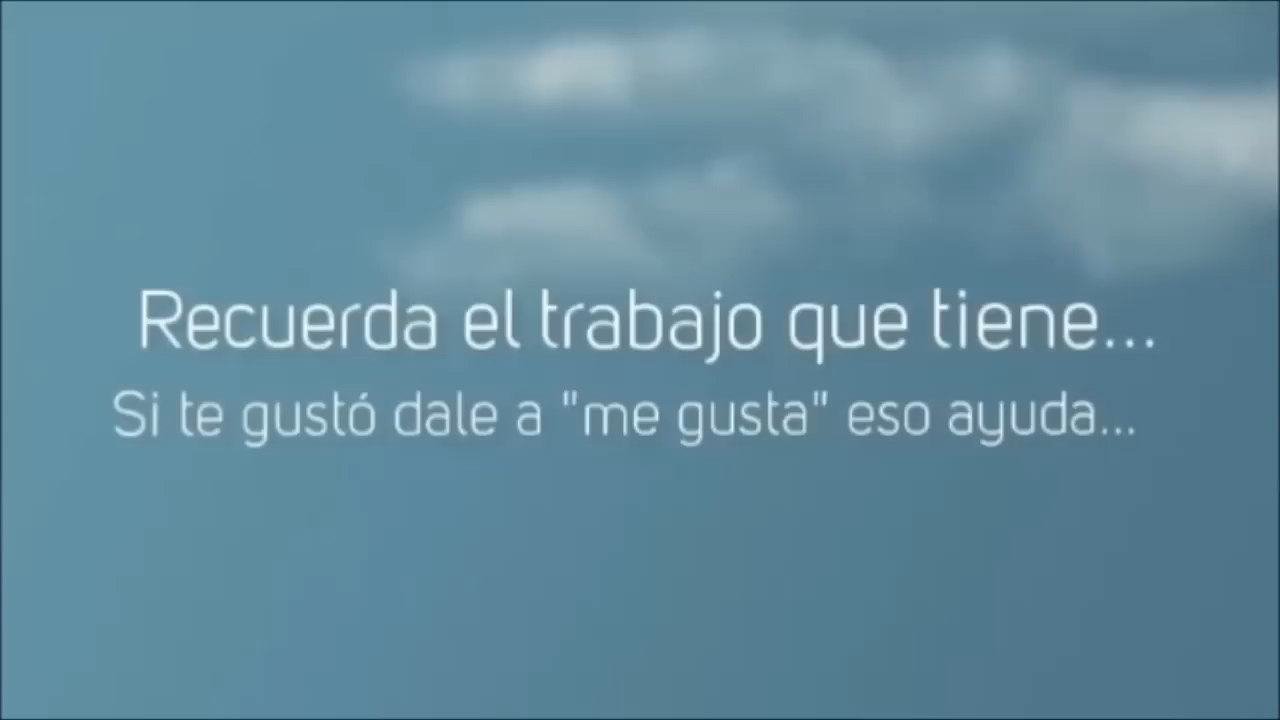 Recuerda el trabajo que tiene...
Si te gustó dale a "me gusta" eso ayuda...